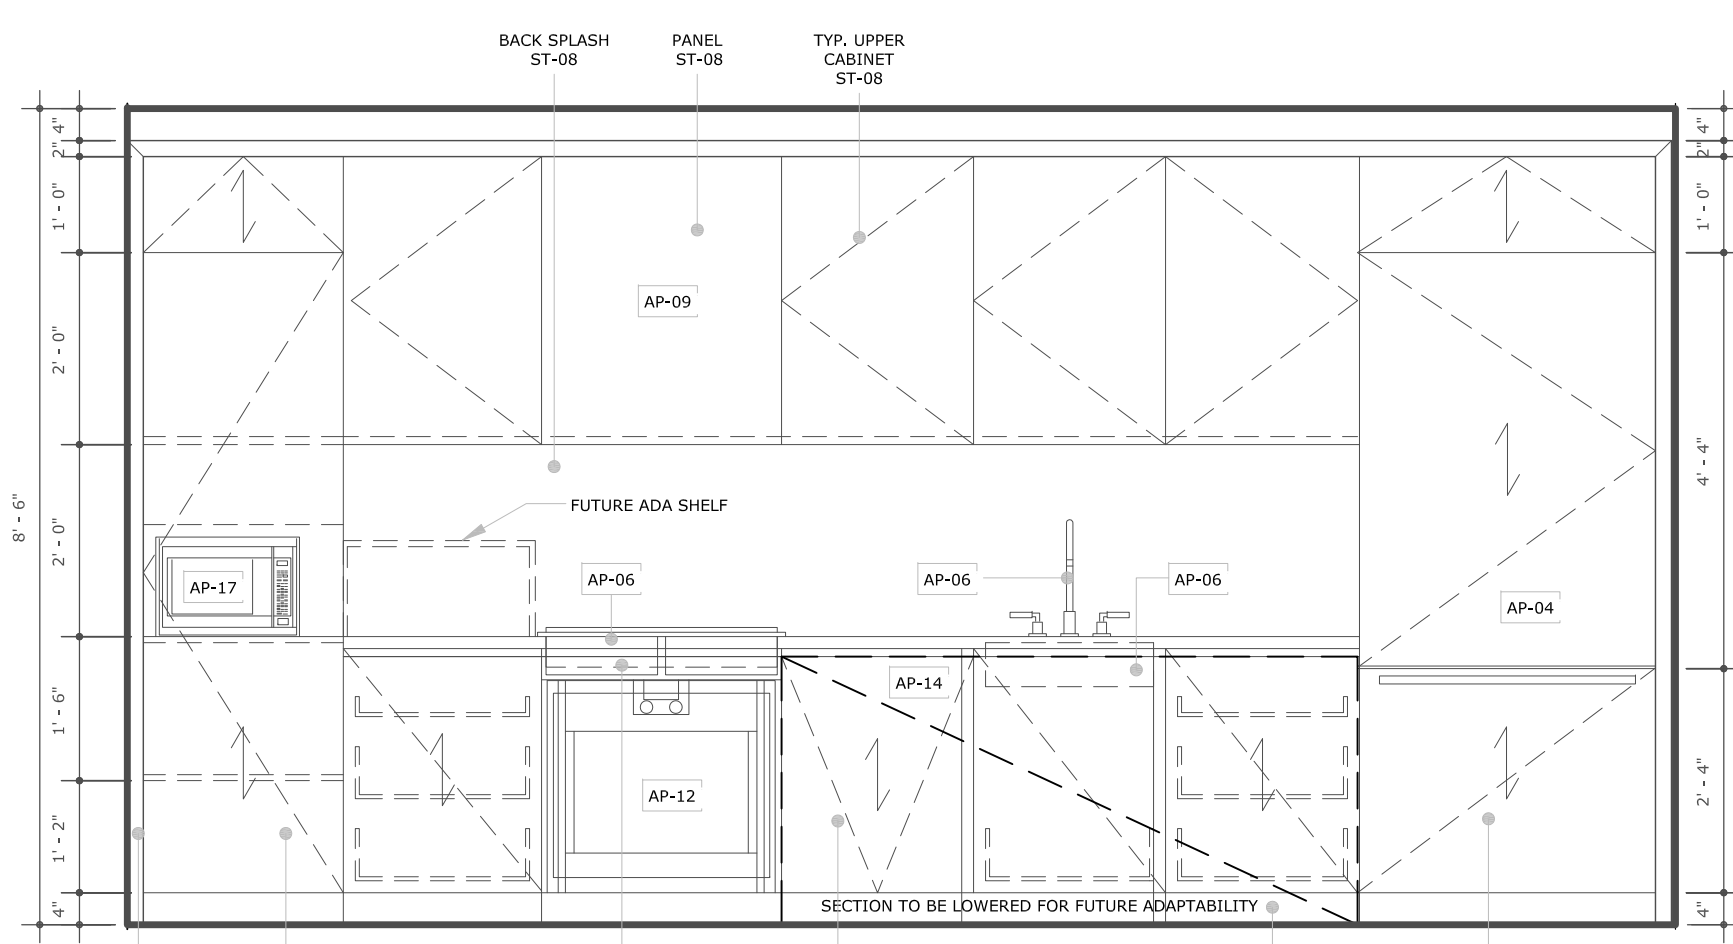 BACK SPLASH
ST-08
PANEL
ST-08
TYP. UPPER
CABINET
ST-08
4"
2"
1' - 0"
2' - 0"
2' - 0"
1' - 6"
1' - 2"
4"
8' - 6"
4"
2"
1' - 0"
4' - 4"
2' - 4"
4"
AP-09
FUTURE ADA SHELF
AP-17
AP-06
AP-06
AP-06
AP-04
AP-14
AP-12
SECTION TO BE LOWERED FOR FUTURE ADAPTABILITY